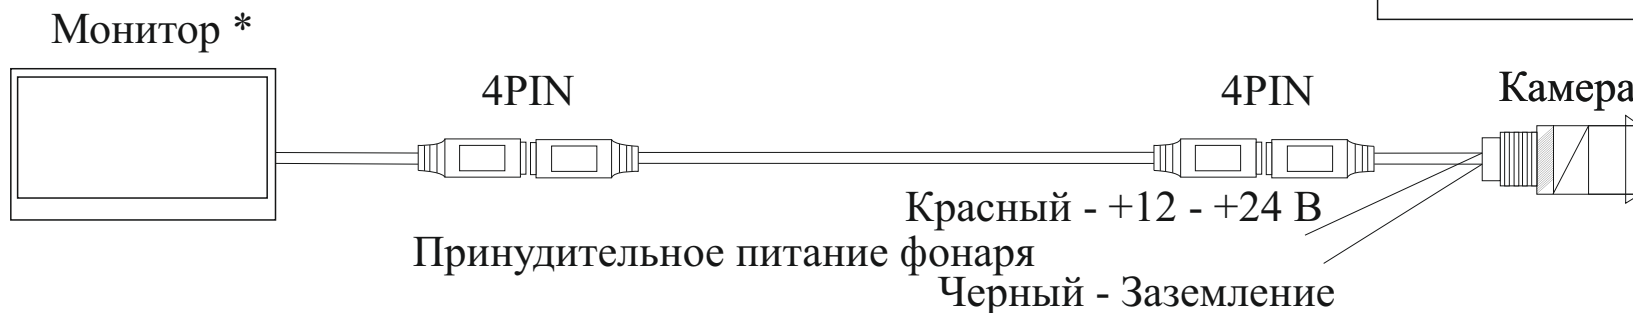 Монитор *
4PIN
4PIN
Камера
Красный - +12 - +24 В
Принудительное питание фонаря
Черный - Заземление